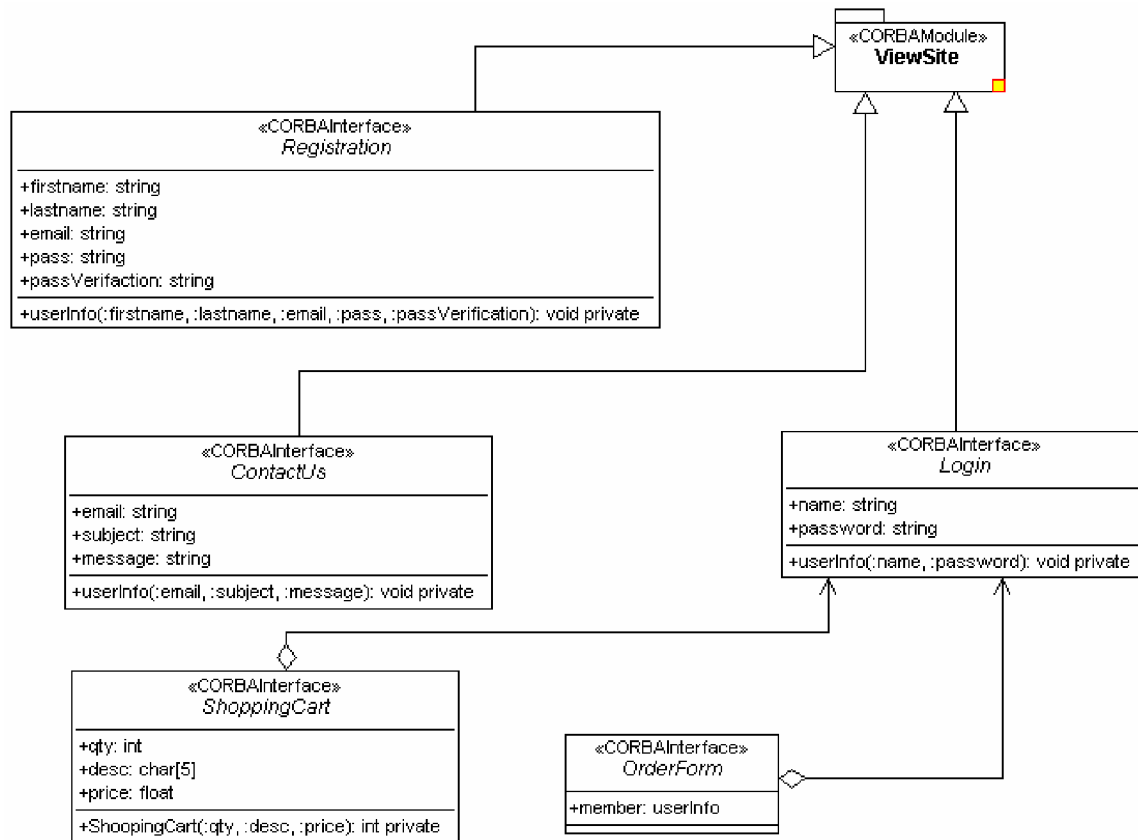 «CORBAModule»
ViewSite
«CORBAInterface»
Registration
+firstname: string
+lastname: string
+email: string
+pass: string
+passVerifaction: string
+userInfo(:firstname, :lastname, :email, :pass, :passVerification): void private
«CORBAInterface»
ContactUs
+email: string
+subject: string
+message: string
+userInfo(:email, :subject, :message): void private
«CORBAInterface»
Login
+name: string
+password: string
+userInfo(:name, :password): void private
«CORBAInterface»
ShoppingCart
+qty: int
+desc: char[5]
+price: float
+ShoopingCart(:qty, :desc, :price): int private
«CORBAInterface»
OrderForm
+member: userInfo